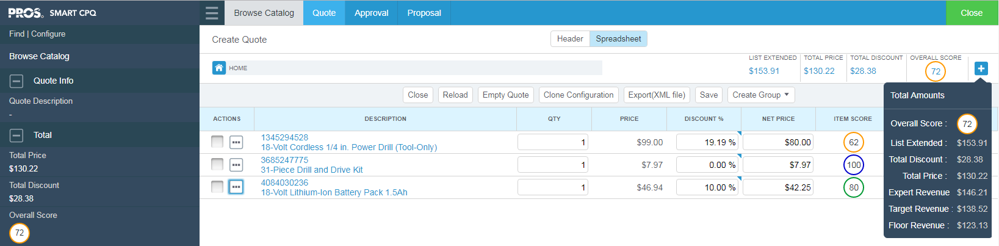 PROS® SMART CPQ
Find | Configure
Browse Catalog
Quote Info
Quote Description
-
Total
Total Price
$130.22
Total Discount
$28.38
Overall Score
72
Browse Catalog Quote Approval Proposal Close
Create Quote Header Spreadsheet
HOME
LIST EXTENDED TOTAL PRICE TOTAL DISCOUNT OVERALL SCORE
$153.91 $130.22 $28.38 72
Close Reload Empty Quote Clone Configuration Export(XML file) Save Create Group
ACTIONS DESCRIPTION QTY PRICE DISCOUNT % NET PRICE ITEM SCORE
1345294528
18-Volt Cordless 1/4 in. Power Drill (Tool-Only) 1 $99.00 19.19 % $80.00 62
3685247775
31-Piece Drill and Drive Kit 1 $7.97 0.00 % $7.97 100
4084030236
18-Volt Lithium-Ion Battery Pack 1.5Ah 1 $46.94 10.00 % $42.25 80
Total Amounts
Overall Score : 72
List Extended : $153.91
Total Discount : $28.38
Total Price : $130.22
Expert Revenue $146.21
Target Revenue : $138.52
Floor Revenue : $123.13